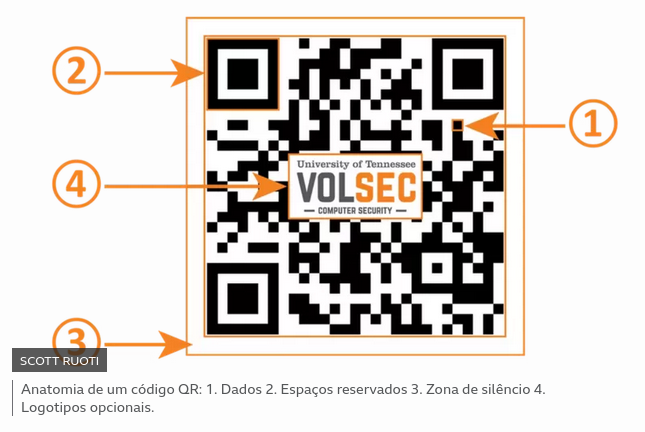 2
1
University of Tennessee
4
VOLSEC
COMPUTER SECURITY
3
SCOTT RUOTI
Anatomia de um código QR: 1. Dados 2. Espaços reservados 3. Zona de silêncio 4.
Logotipos opcionais.